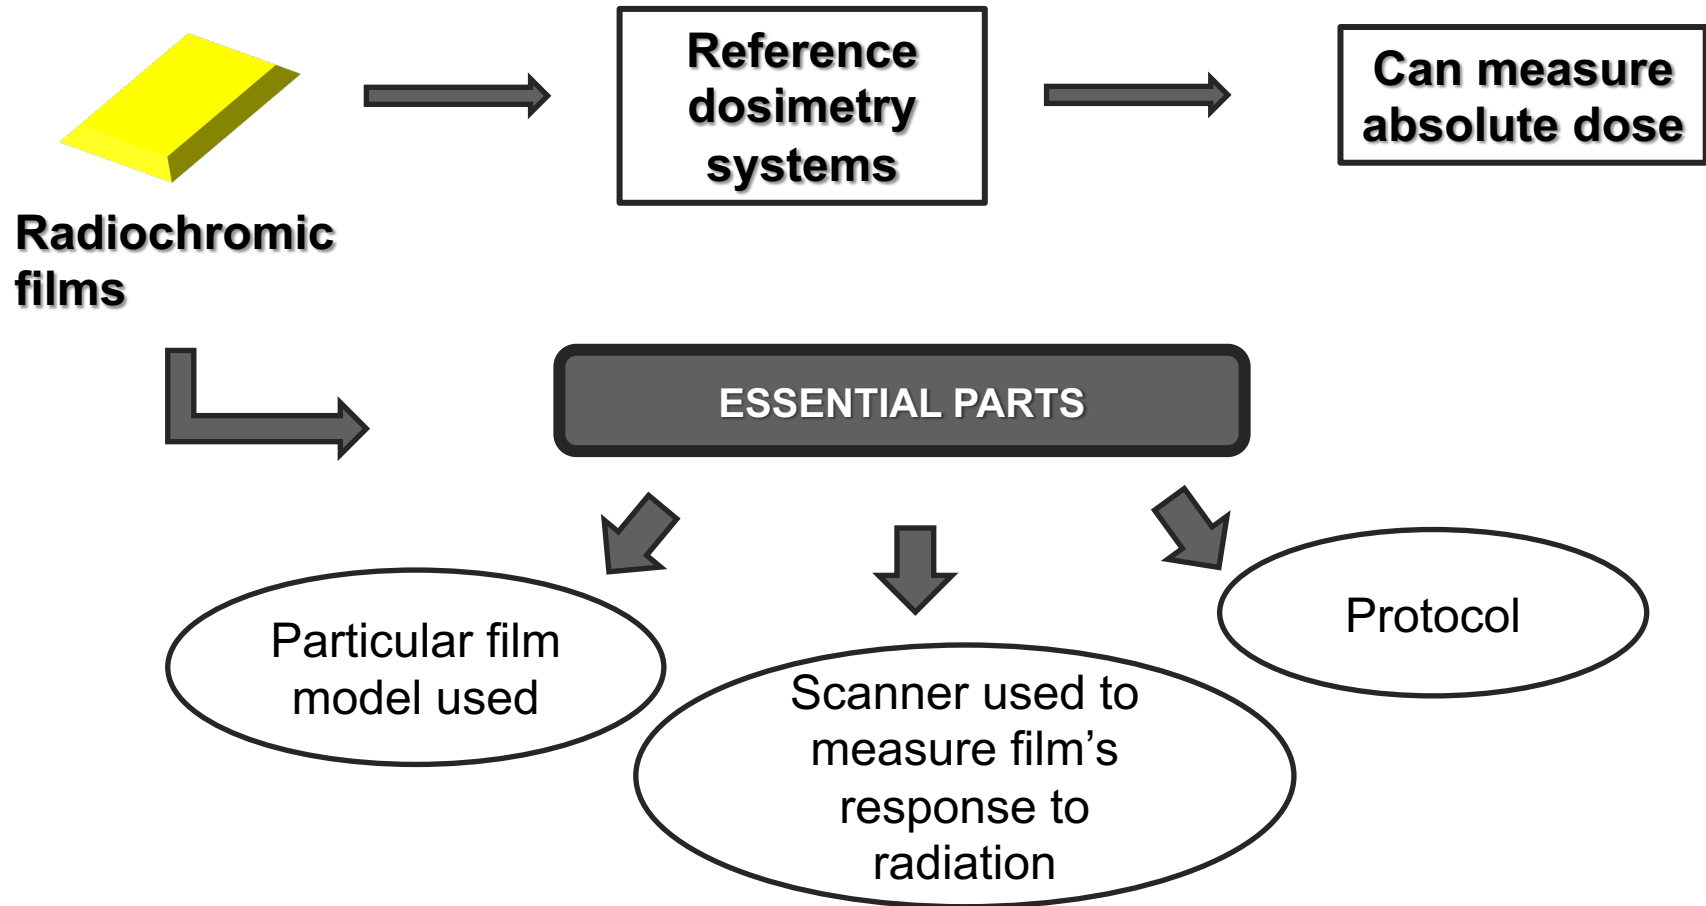 Reference
dosimetry
systems
Can measure
absolute dose
Radiochromic
films
ESSENTIAL PARTS
Particular film
model used
Scanner used to
measure film’s
response to
radiation
Protocol